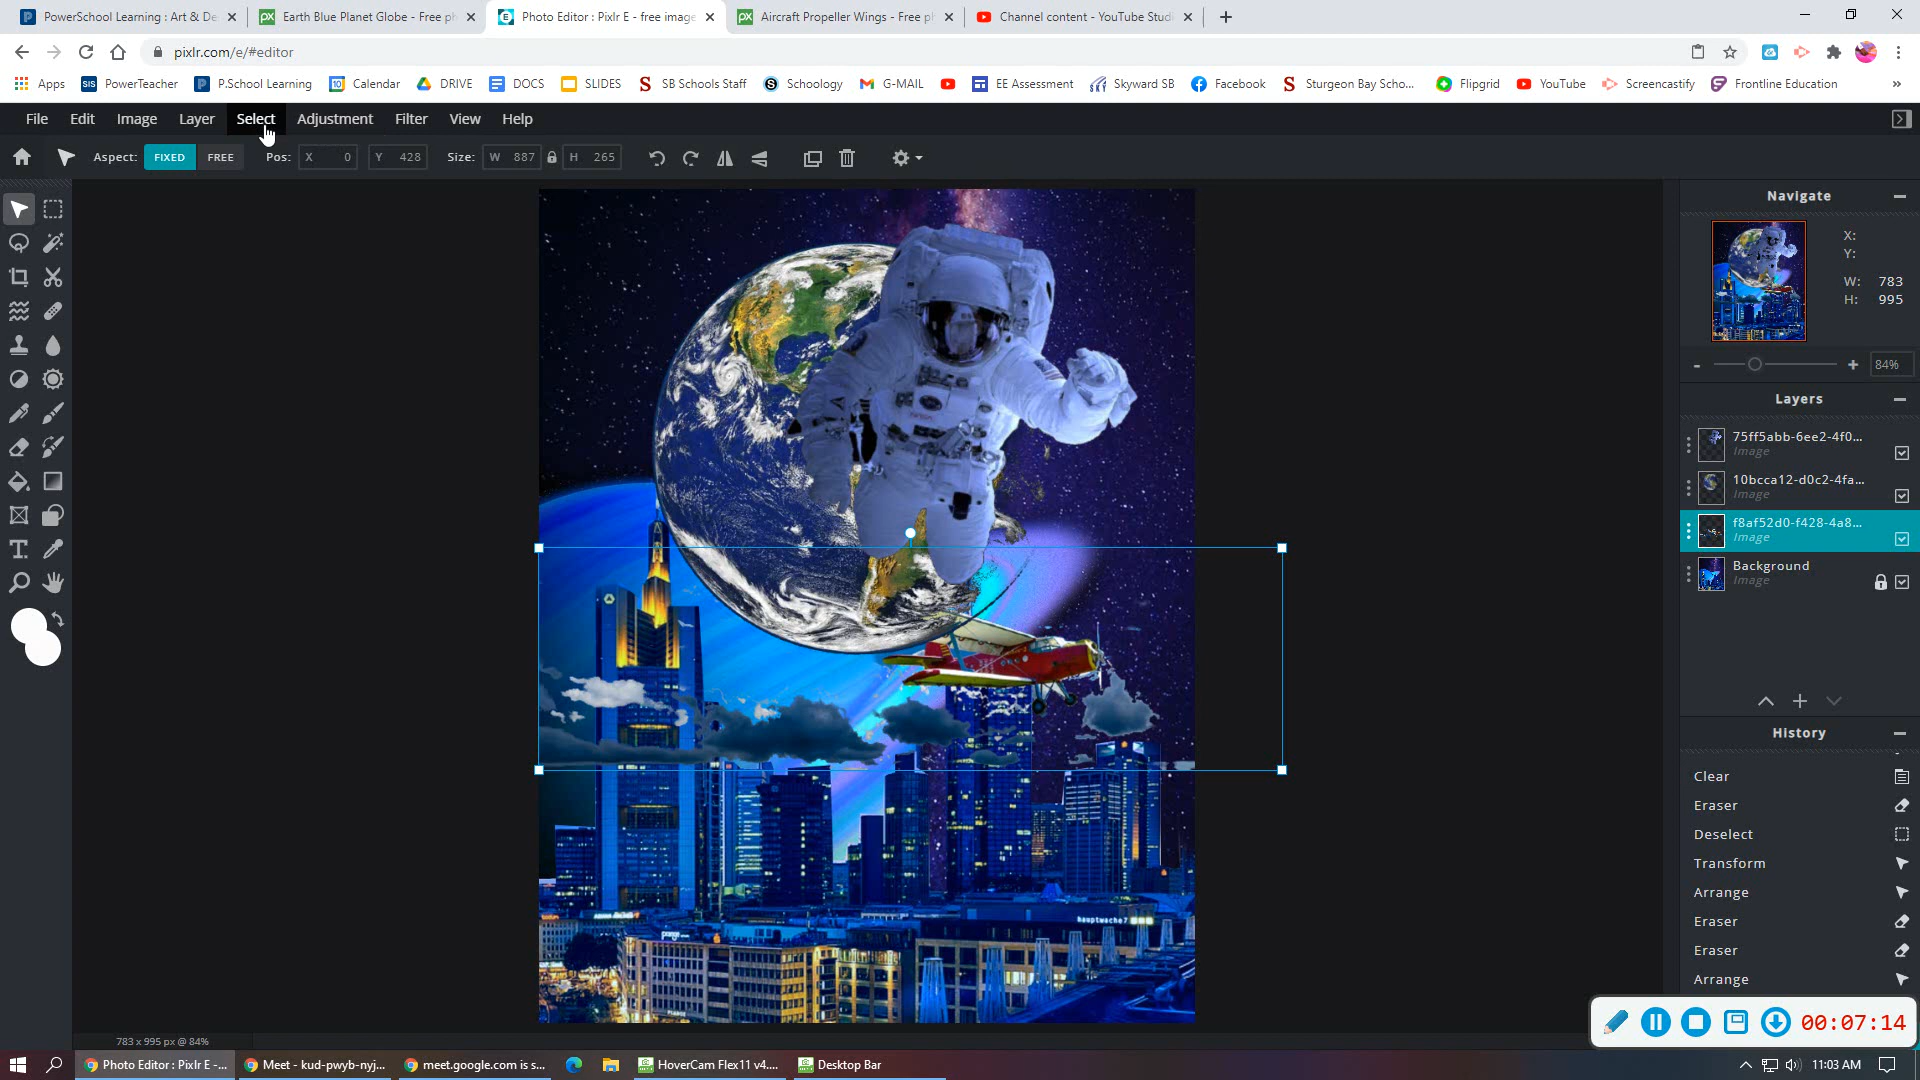 PowerSchool Learning : Art & De
Earth Blue Planet Globe - Free ph
Photo Editor : Pixlr E - free image
Aircraft Propeller Wings - Free ph
Channel content - YouTube Studi
pixlr.com/e/#editor
Apps
PowerTeacher
P.School Learning
Calendar
DRIVE
DOCS
SLIDES
SB Schools Staff
Schoology
G-MAIL
EE Assessment
Skyward SB
Facebook
Sturgeon Bay Scho...
Flipgrid
YouTube
Screencastify
Frontline Education
File Edit Image Layer Select Adjustment Filter View Help
Aspect: FIXED FREE Pos: X 0 Y 428 Size: W 887 H 265
Navigate
X:
Y:
W: 783
H: 995
84%
Layers
75ff5abb-6ee2-4f0...
Image
10bcca12-d0c2-4fa...
Image
f8af52d0-f428-4a8...
Image
Background
Image
History
Clear
Eraser
Deselect
Transform
Arrange
Eraser
Eraser
Arrange
hauptwache7
00:07:14
783 x 995 px @ 84%
Photo Editor : Pixlr E -...
Meet - kud-pwyb-nyj...
meet.google.com is s...
HoverCam Flex11 v4....
Desktop Bar
11:03 AM